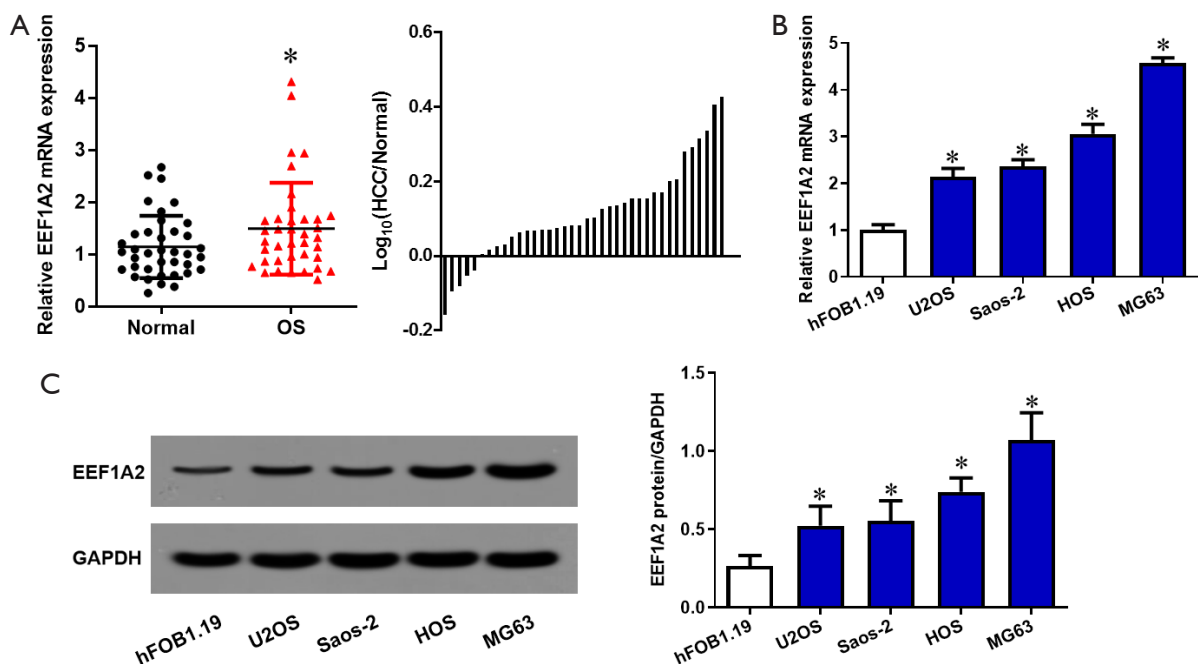 A
Relative EEF1A2 mRNA expression
5
4
3
2
1
0
*
Normal
OS
Log10(HCC/Normal)
0.6
0.4
0.2
0.0
-0.2
B
Relative EEF1A2 mRNA expression
5
4
3
2
1
0
*
*
*
*
hFOB1.19
U2OS
Saos-2
HOS
MG63
C
EEF1A2
GAPDH
hFOB1.19
U2OS
Saos-2
HOS
MG63
EEF1A2 protein/GAPDH
1.5
1.0
0.5
0.0
*
*
*
*
hFOB1.19
U2OS
Saos-2
HOS
MG63